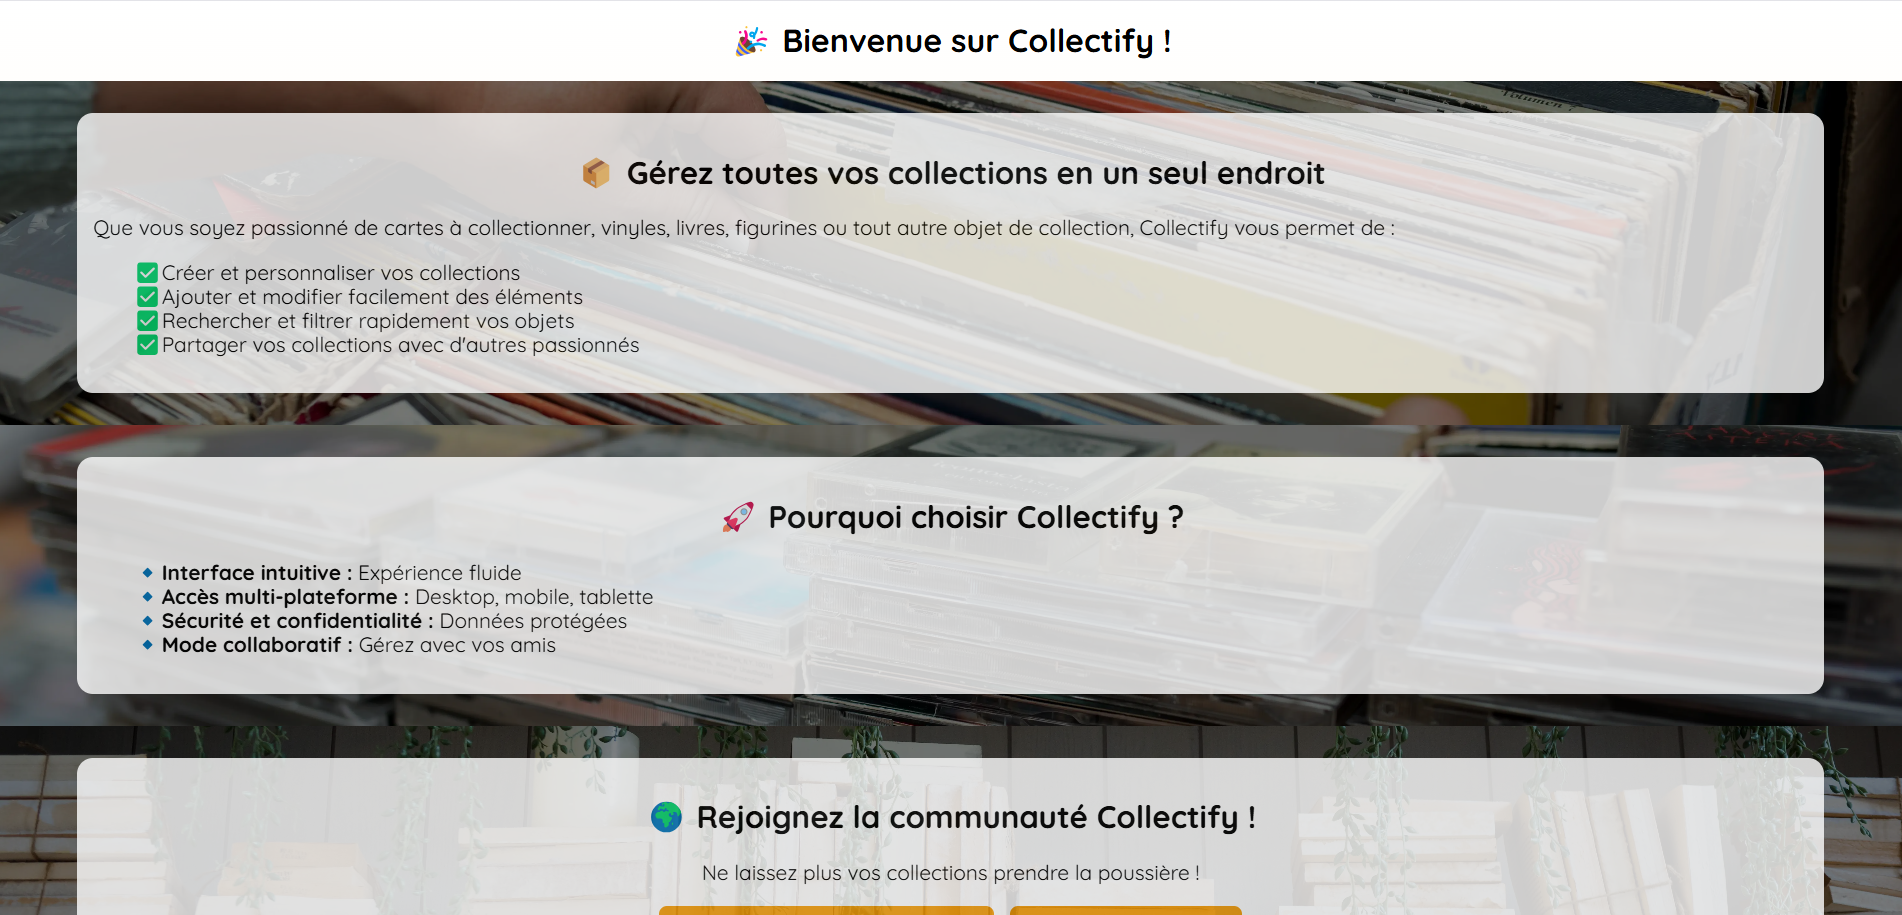 🎉 Bienvenue sur Collectify !
Volumen 7
📦 Gérez toutes vos collections en un seul endroit
Que vous soyez passionné de cartes à collectionner, vinyles, livres, figurines ou tout autre objet de collection, Collectify vous permet de :
✅ Créer et personnaliser vos collections
✅ Ajouter et modifier facilement des éléments
✅ Rechercher et filtrer rapidement vos objets
✅ Partager vos collections avec d'autres passionnés
🚀 Pourquoi choisir Collectify ?
🔹 Interface intuitive : Expérience fluide
🔹 Accès multi-plateforme : Desktop, mobile, tablette
🔹 Sécurité et confidentialité : Données protégées
🔹 Mode collaboratif : Gérez avec vos amis
🌍 Rejoignez la communauté Collectify !
Ne laissez plus vos collections prendre la poussière !